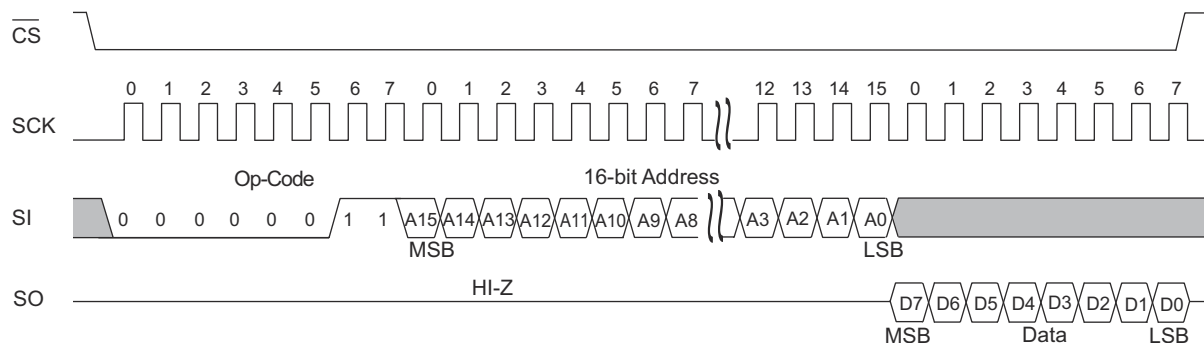 CS
0 1 2 3 4 5 6 7 0 1 2 3 4 5 6 7 12 13 14 15 0 1 2 3 4 5 6 7
SCK
Op-Code 16-bit Address
SI 0 0 0 0 0 0 1 1 A15 A14 A13 A12 A11 A10 A9 A8 A3 A2 A1 A0
MSB LSB
HI-Z
SO D7 D6 D5 D4 D3 D2 D1 D0
MSB Data LSB